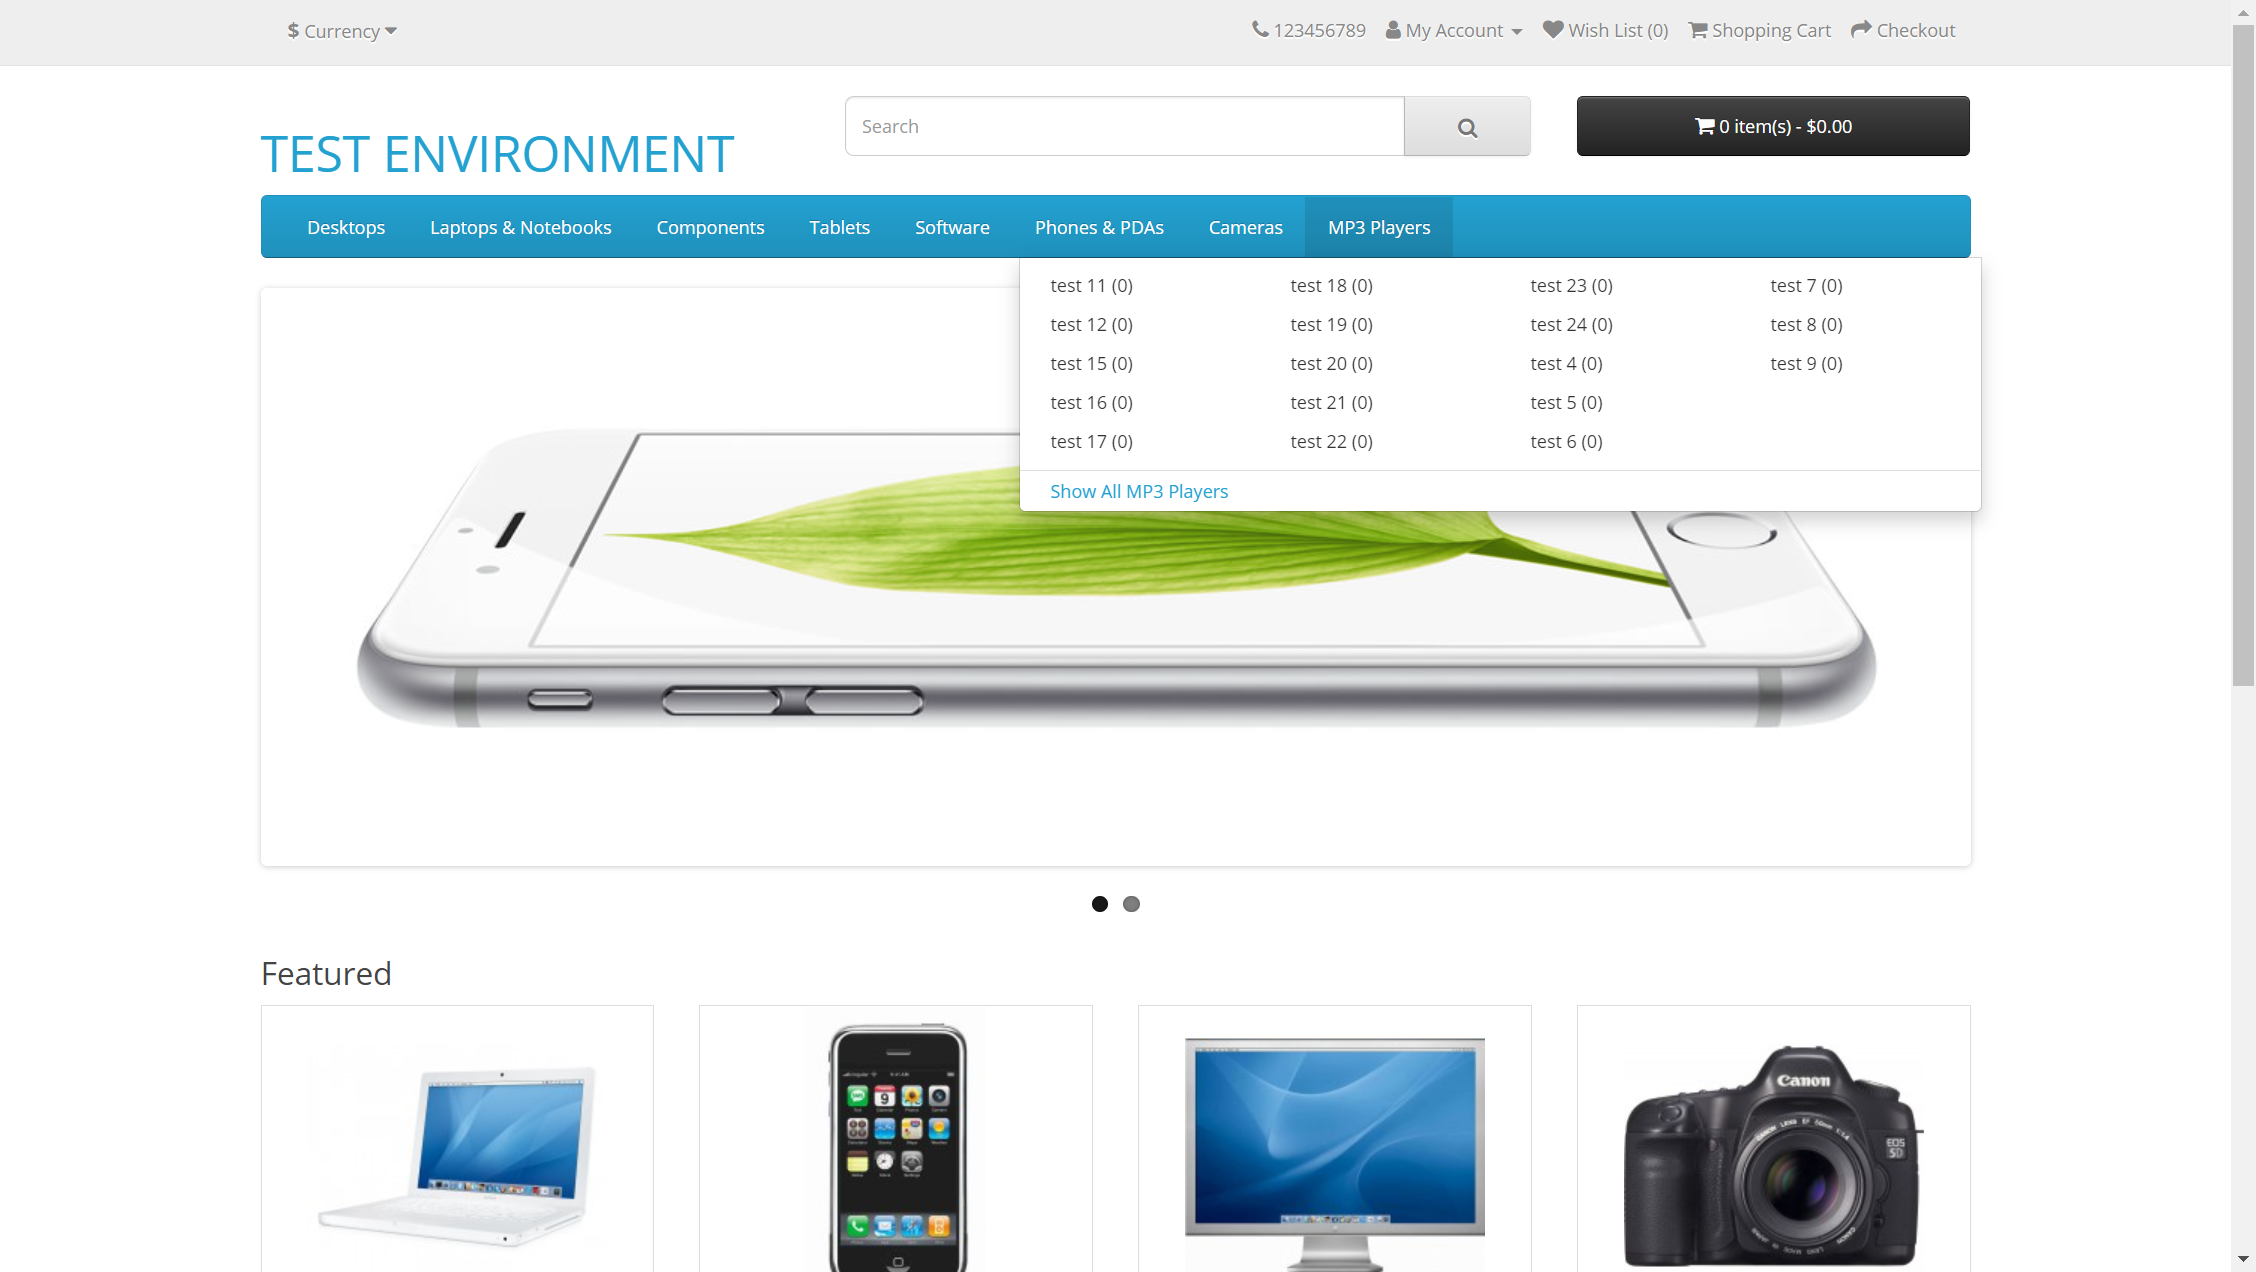 $ Currency
123456789 My Account Wish List (0) Shopping Cart Checkout
TEST ENVIRONMENT
Search
0 item(s) - $0.00
Desktops Laptops & Notebooks Components Tablets Software Phones & PDAs Cameras MP3 Players
test 11 (0) test 18 (0) test 23 (0) test 7 (0)
test 12 (0) test 19 (0) test 24 (0) test 8 (0)
test 15 (0) test 20 (0) test 4 (0) test 9 (0)
test 16 (0) test 21 (0) test 5 (0)
test 17 (0) test 22 (0) test 6 (0)
Show All MP3 Players
Featured
9
Canon
EOS
5D